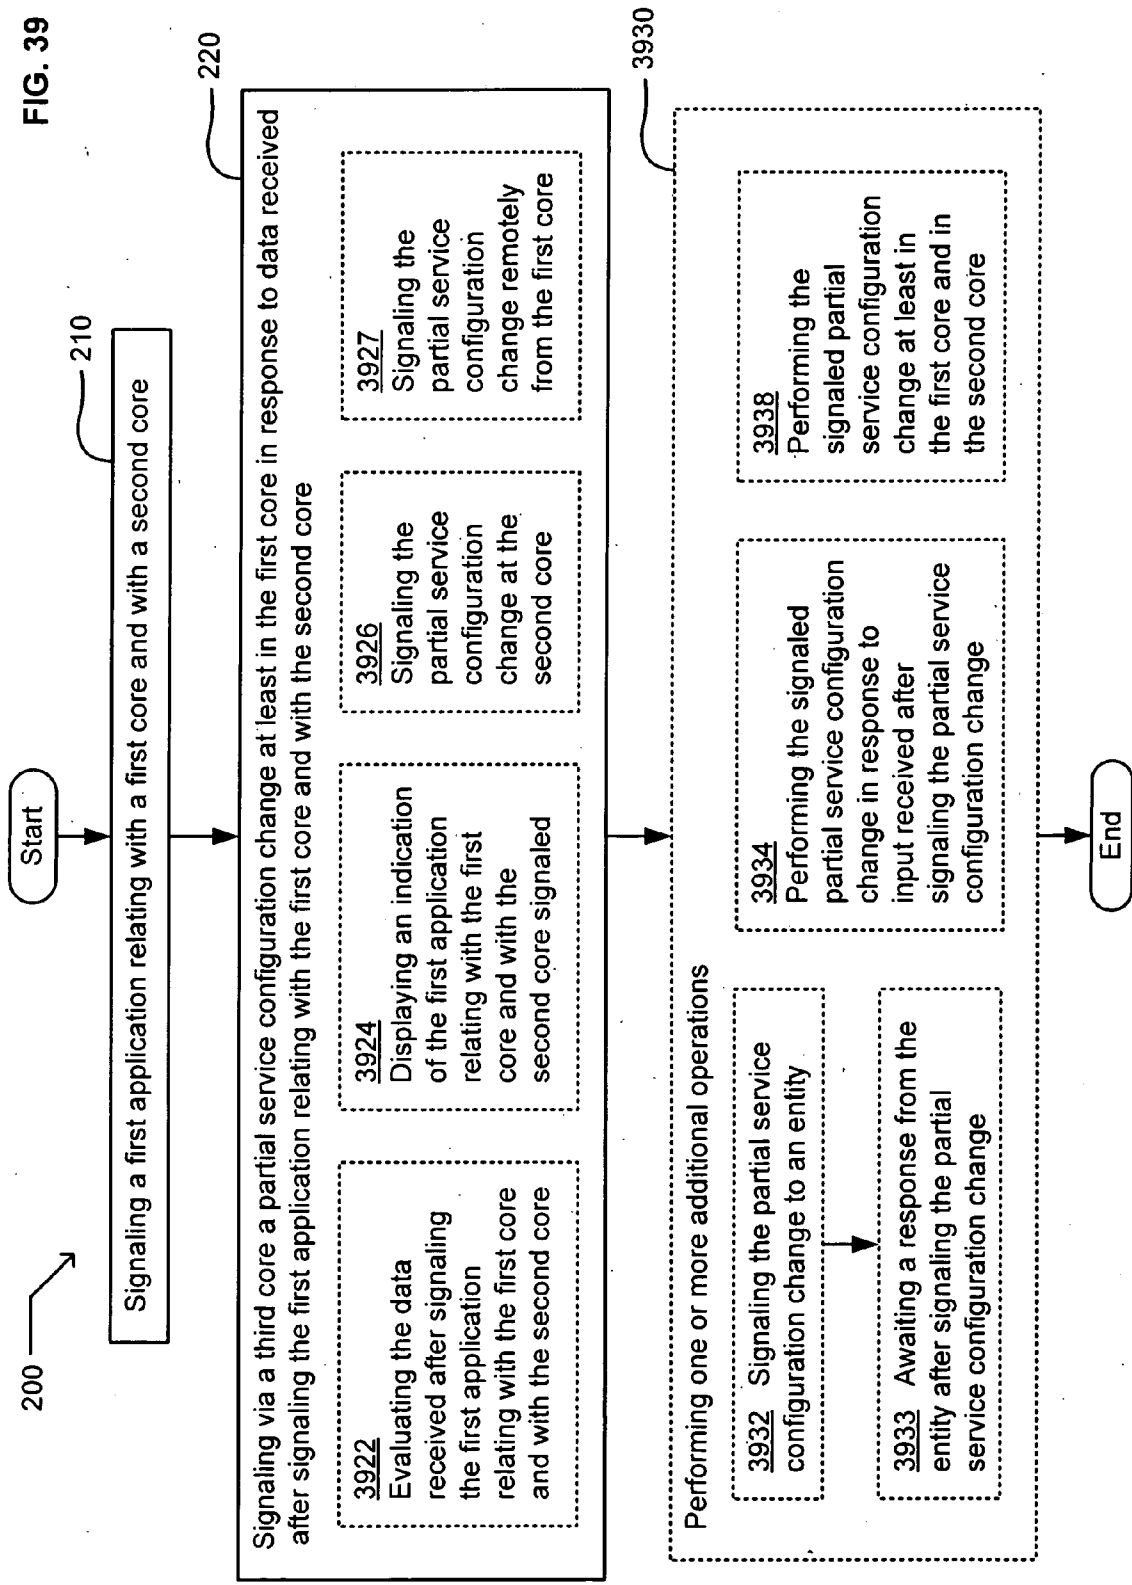 FIG. 39
200
Start
210
Signaling a first application relating with a first core and with a second core
220
Signaling via a third core a partial service configuration change at least in the first core in response to data received
after signaling the first application relating with the first core and with the second core
3922
Evaluating the data
received after signaling
the first application
relating with the first core
and with the second core
3924
Displaying an indication
of the first application
relating with the first
core and with the
second core signaled
3926
Signaling the
partial service
configuration
change at the
second core
3927
Signaling the
partial service
configuration
change remotely
from the first core
3930
Performing one or more additional operations
3932 Signaling the partial service
configuration change to an entity
3933 Awaiting a response from the
entity after signaling the partial
service configuration change
3934
Performing the signaled
partial service configuration
change in response to
input received after
signaling the partial service
configuration change
3938
Performing the
signaled partial
service configuration
change at least in
the first core and in
the second core
End